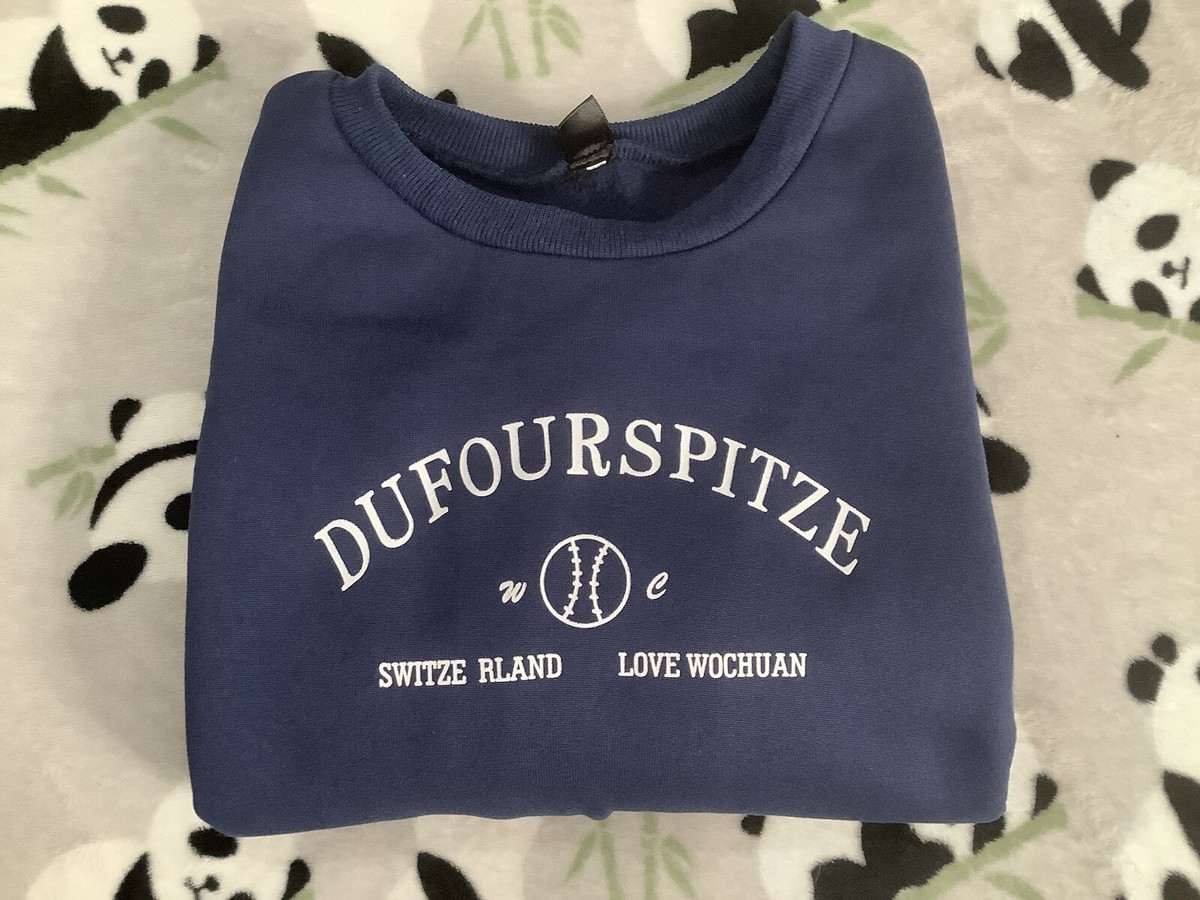 DUFOURSPITZE
W C
SWITZE RLAND LOVE WOCHUAN